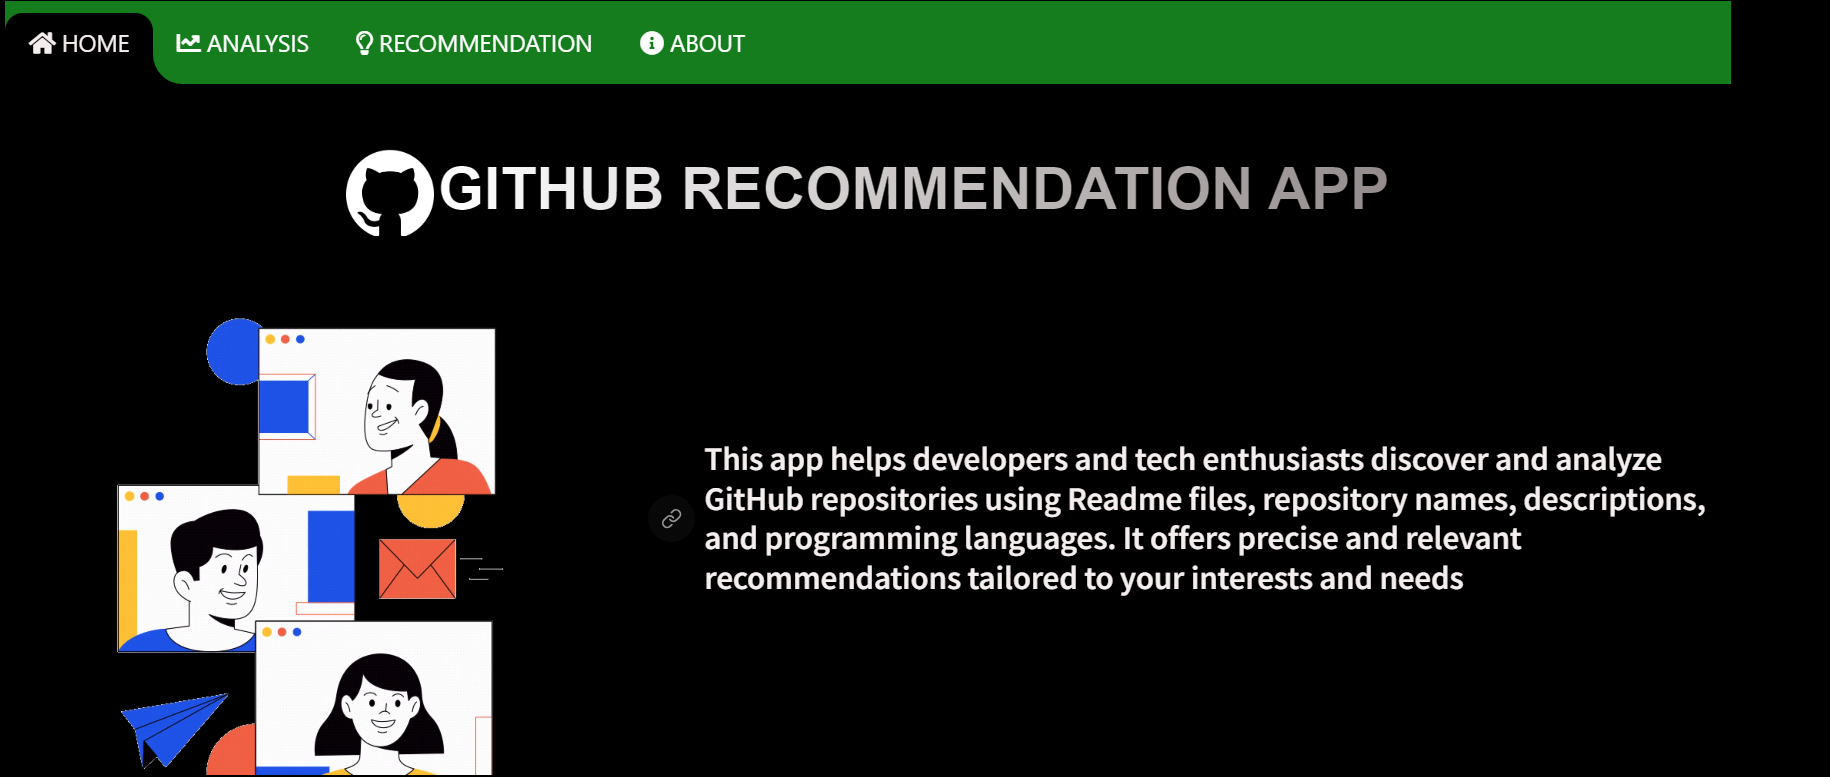 HOME ANALYSIS RECOMMENDATION ABOUT
GITHUB RECOMMENDATION APP
This app helps developers and tech enthusiasts discover and analyze
GitHub repositories using Readme files, repository names, descriptions,
and programming languages. It offers precise and relevant
recommendations tailored to your interests and needs